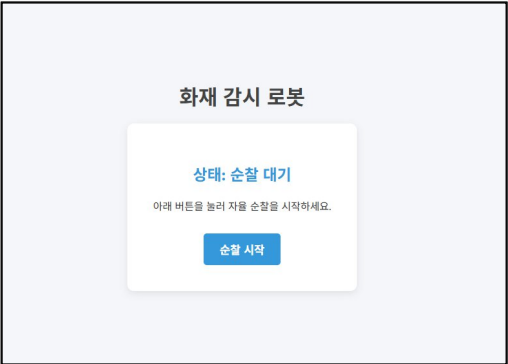 화재 감시 로봇
상태: 순찰 대기
아래 버튼을 눌러 자율 순찰을 시작하세요.
순찰 시작